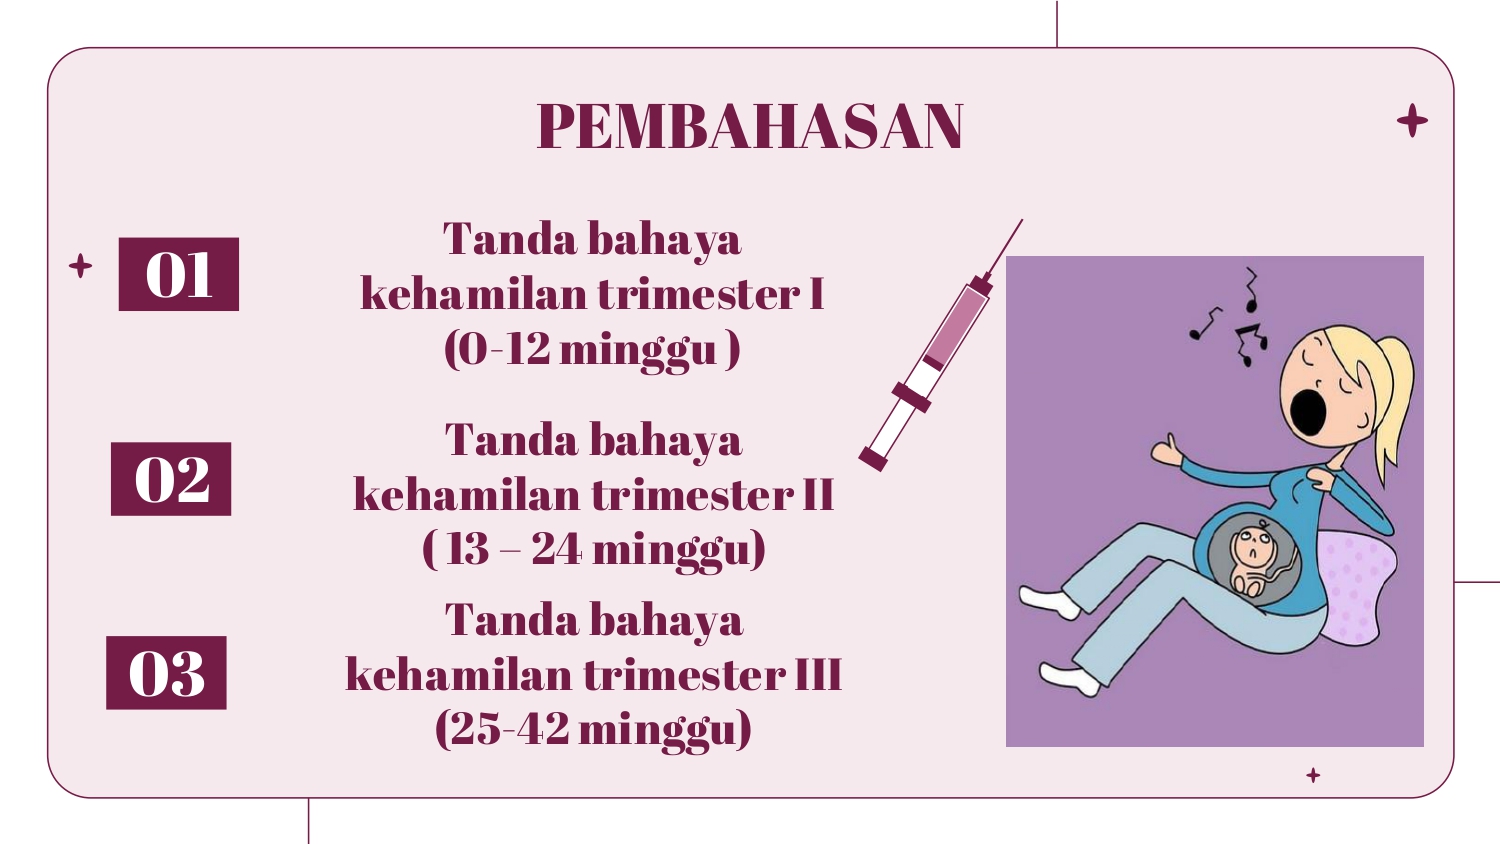 PEMBAHASAN
01
Tanda bahaya
kehamilan trimester I
(0-12 minggu )
02
Tanda bahaya
kehamilan trimester II
( 13 – 24 minggu)
03
Tanda bahaya
kehamilan trimester III
(25-42 minggu)